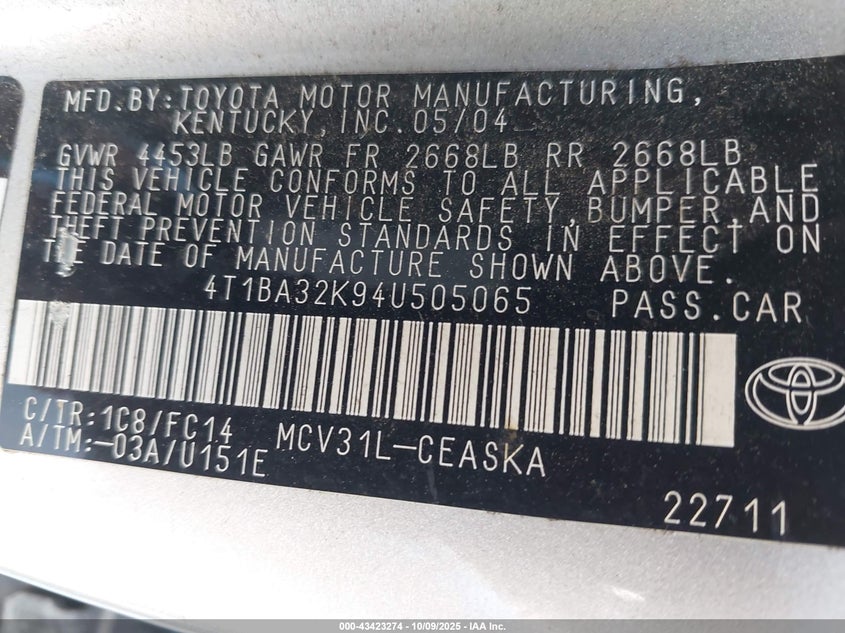 MFD.BY:TOYOTA MOTOR MANUFACTURING,
KENTUCKY,INC.05/04
GVWR 4453LB GAWR FR 2668LB RR 2668LB
THIS VEHICLE CONFORMS TO ALL APPLICABLE
FEDERAL MOTOR VEHICLE SAFETY,BUMPER,AND
THEFT PREVENTION STANDARDS IN EFFECT ON
THE DATE OF MANUFACTURE SHOWN ABOVE.
4T1BA32K94U505065 PASS.CAR
C/TR:1C8/FC14 MCV31L-CEASKA
A/TM:-03A/U151E
22711
000-43423274 | 10/09/2025 - IAA Inc.